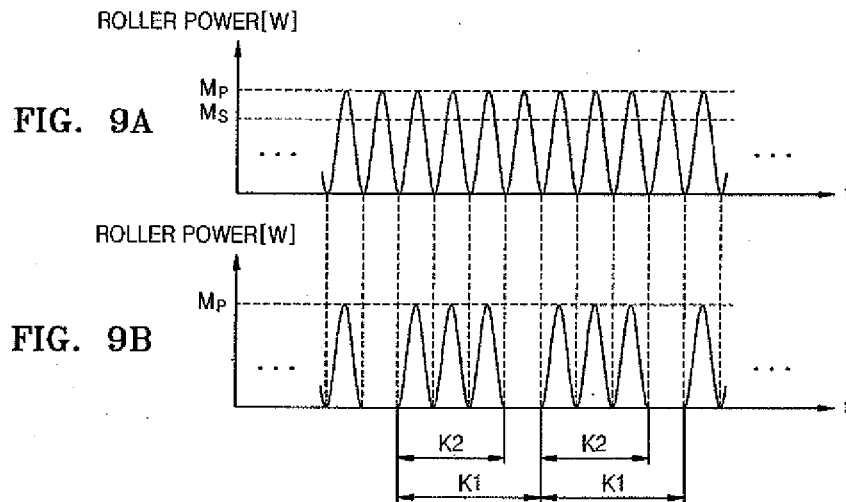 ROLLER POWER[W]
FIG. 9A
MP
MS
...
...
ROLLER POWER[W]
FIG. 9B
MP
...
...
K2
K2
K1
K1